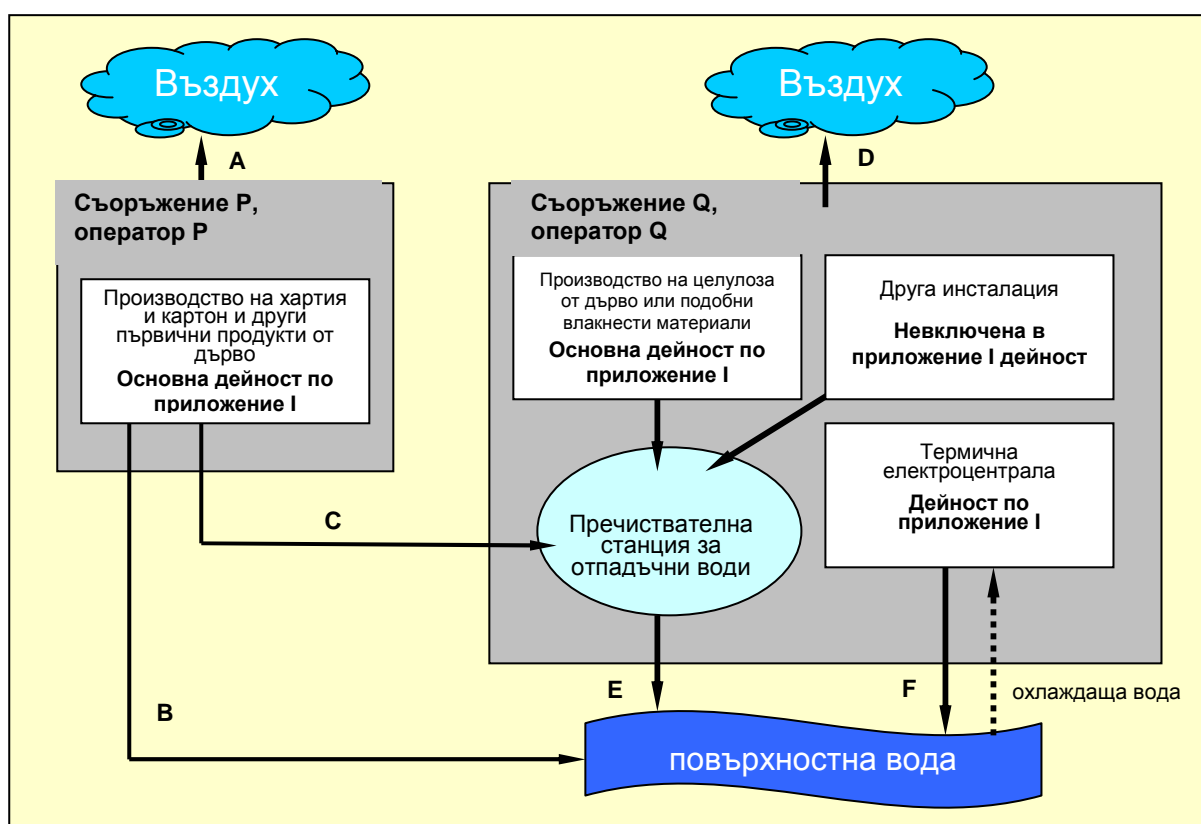 Въздух
Въздух
A
D
Съоръжение P,
оператор P
Съоръжение Q,
оператор Q
Производство на хартия
и картон и други
първични продукти от
дърво
Основна дейност по
приложение I
Производство на целулоза
от дърво или подобни
влакнести материали
Основна дейност по
приложение I
Друга инсталация
Невключена в
приложение I дейност
Термична
електроцентрала
Дейност по
приложение I
C
Пречиствателна
станция за
отпадъчни води
B
E
F
охлаждаща вода
повърхностна вода